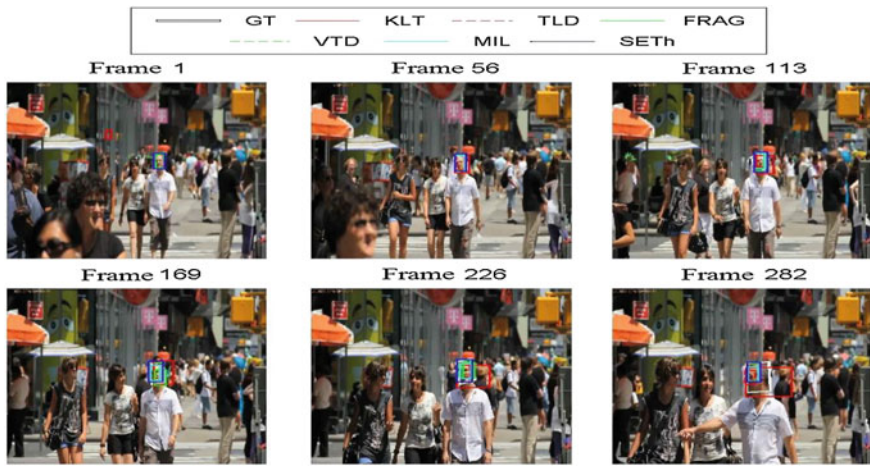 GT KLT TLD FRAG
VTD MIL SETh
Frame 1 Frame 56 Frame 113
Frame 169 Frame 226 Frame 282